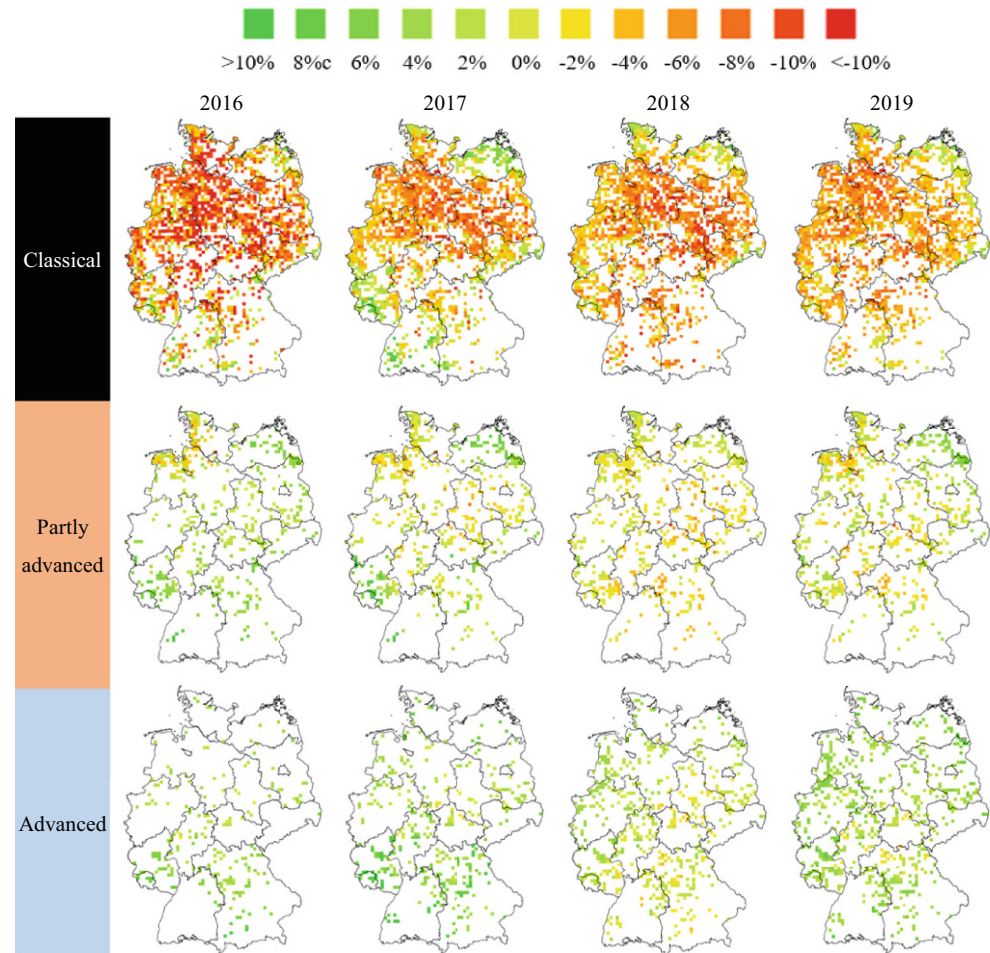 >10% 8%c 6% 4% 2% 0% -2% -4% -6% -8% -10% <-10%
2016 2017 2018 2019
Classical
Partly
advanced
Advanced